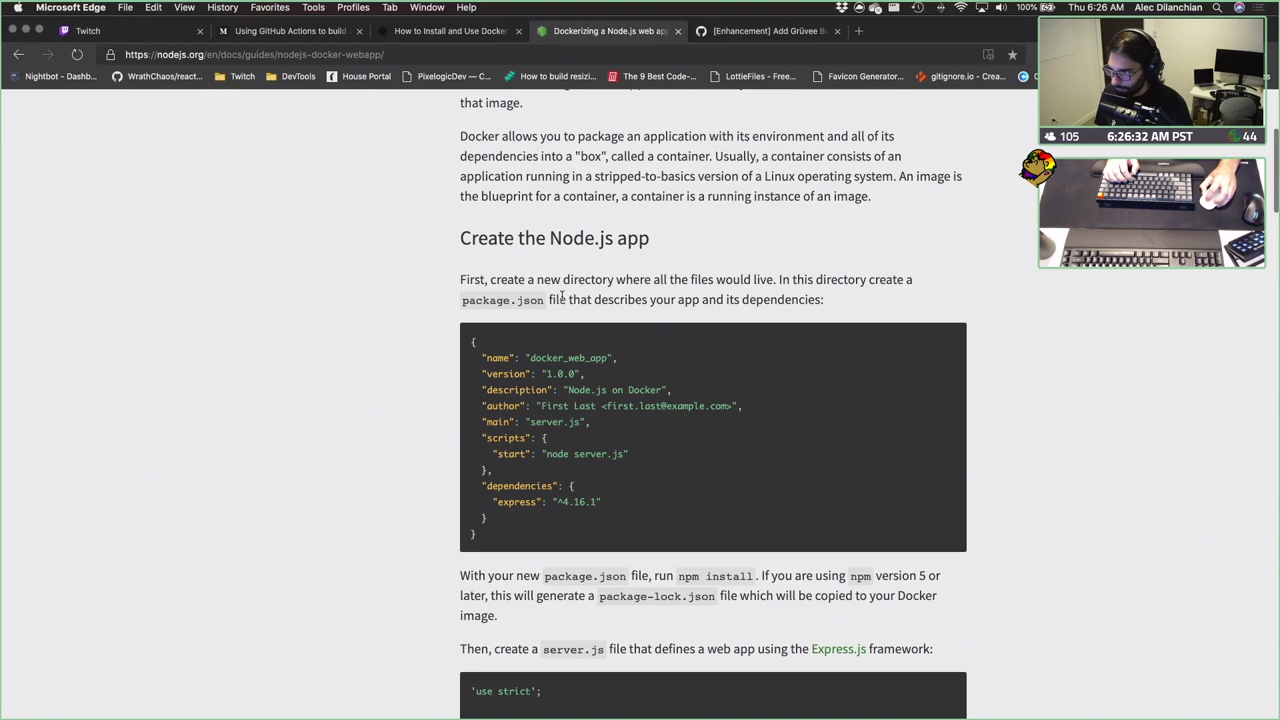 Microsoft Edge File Edit View History Favorites Tools Profiles Tab Window Help 100% Thu 6:26 AM Alec Dilanchian
Twitch Using GitHub Actions to build How to Install and Use Docker Dockerizing a Node.js web ap [Enhancement] Add Grüvee Bou
https://nodejs.org/en/docs/guides/nodejs-docker-webapp/
Nightbot - Dashb... WrathChaos/react... Twitch DevTools House Portal PixelogicDev — C... How to build resizi... The 9 Best Code-... LottieFiles - Free... Favicon Generator... gitignore.io - Crea...
that image.
Docker allows you to package an application with its environment and all of its
dependencies into a "box", called a container. Usually, a container consists of an
application running in a stripped-to-basics version of a Linux operating system. An image is
the blueprint for a container, a container is a running instance of an image.
105 6:26:32 AM PST 44
Create the Node.js app
First, create a new directory where all the files would live. In this directory create a
package.json file that describes your app and its dependencies:
{
"name": "docker_web_app",
"version": "1.0.0",
"description": "Node.js on Docker",
"author": "First Last <first.last@example.com>",
"main": "server.js",
"scripts": {
"start": "node server.js"
},
"dependencies": {
"express": "^4.16.1"
}
}
With your new package.json file, run npm install. If you are using npm version 5 or
later, this will generate a package-lock.json file which will be copied to your Docker
image.
Then, create a server.js file that defines a web app using the Express.js framework:
'use strict';